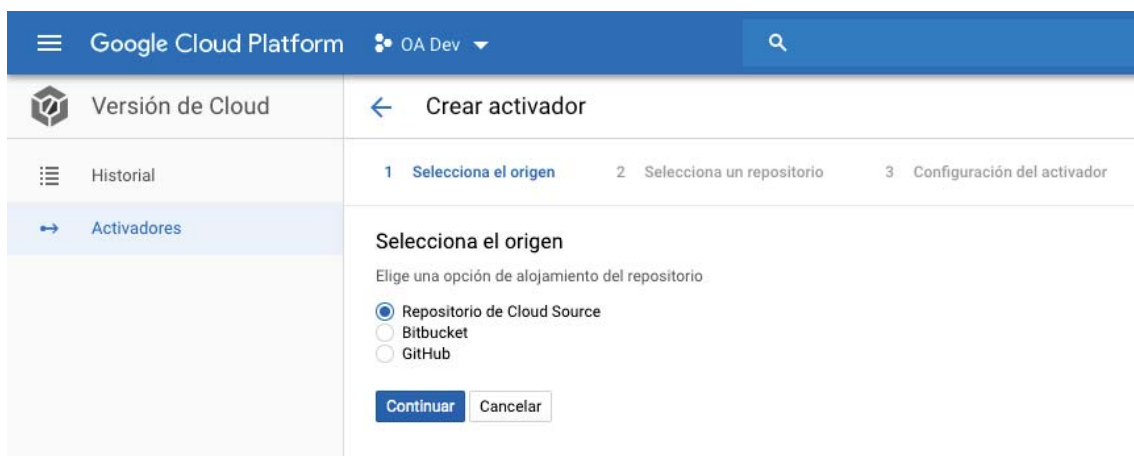 Google Cloud Platform OA Dev
Versión de Cloud
Crear activador
Historial
Activadores
1 Selecciona el origen 2 Selecciona un repositorio 3 Configuración del activador
Selecciona el origen
Elige una opción de alojamiento del repositorio
Repositorio de Cloud Source
Bitbucket
GitHub
Continuar Cancelar